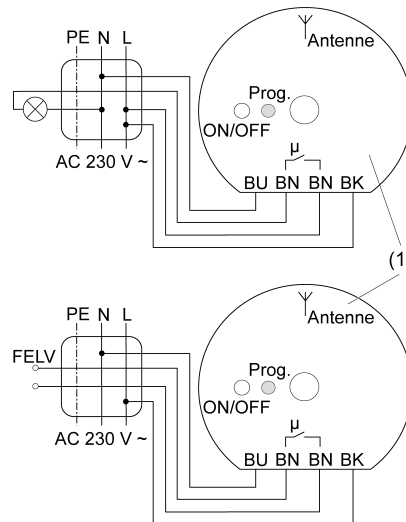 PE N L
Antenne
Prog.
ON/OFF
µ
AC 230 V ~
BU BN BN BK
(1
PE N L
Antenne
FELV
Prog.
ON/OFF
µ
AC 230 V ~
BU BN BN BK